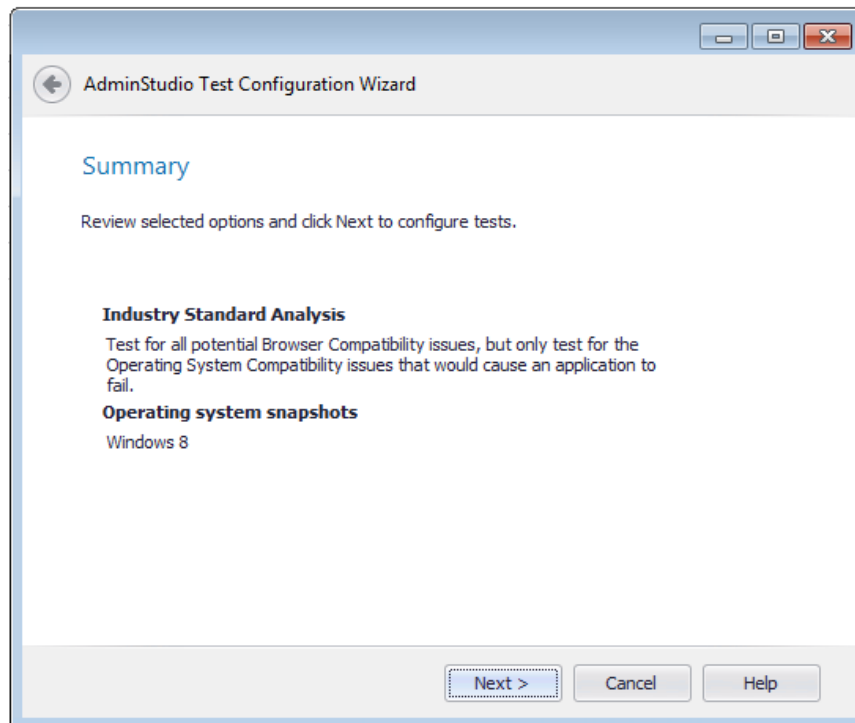 AdminStudio Test Configuration Wizard
Summary
Review selected options and click Next to configure tests.
Industry Standard Analysis
Test for all potential Browser Compatibility issues, but only test for the
Operating System Compatibility issues that would cause an application to
fail.
Operating system snapshots
Windows 8
Next >
Cancel
Help